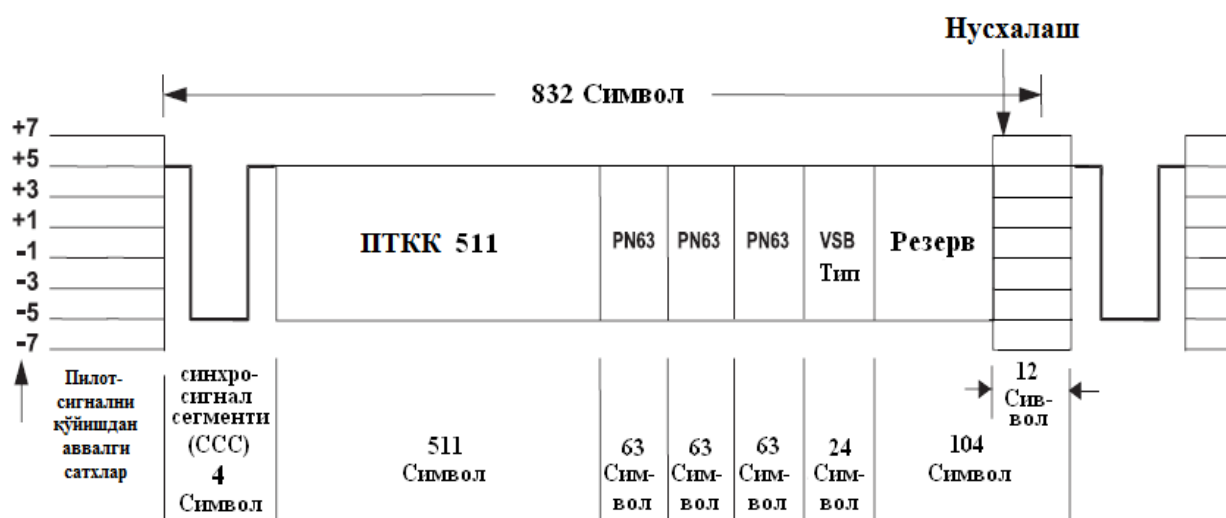 Нусхалаш
832 Символ
+7
+5
+3
+1
-1
-3
-5
-7
ПТКК 511
PN63
PN63
PN63
VSB
Тип
Резерв
Пилот-
сигнални
қўйишдан
аввалги
сатхлар
синхро-
сигнал
сегменти
(ССС)
4
Символ
511
Символ
63
Сим-
вол
63
Сим-
вол
63
Сим-
вол
24
Сим-
вол
104
Символ
12
Сив-
вол